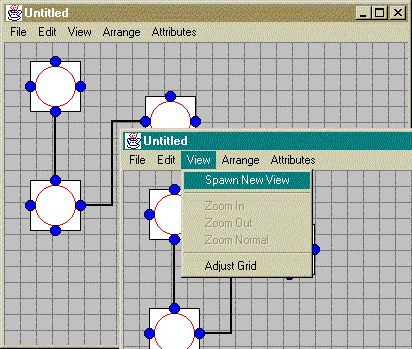 Untitled
File Edit View Arrange Attributes
Untitled
File Edit View Arrange Attributes
Spawn New View
Zoom In
Zoom Out
Zoom Normal
Adjust Grid